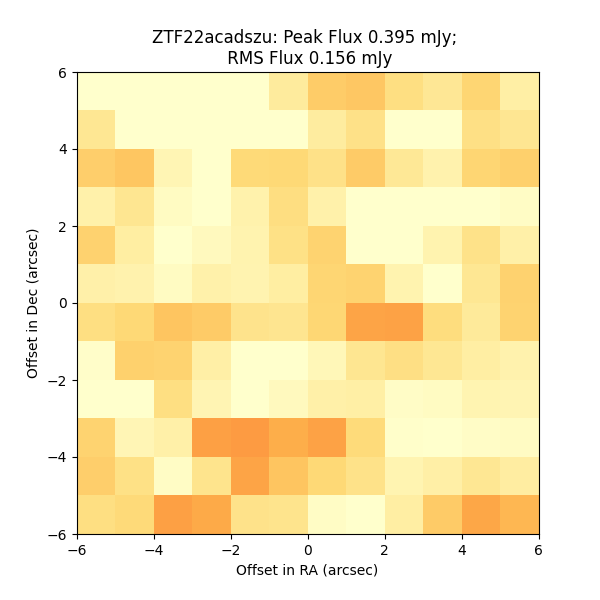 ZTF22acadszu: Peak Flux 0.395 mJy;
RMS Flux 0.156 mJy
6
4
2
0
−2
−4
−6
Offset in Dec (arcsec)
−6 −4 −2 0 2 4 6
Offset in RA (arcsec)